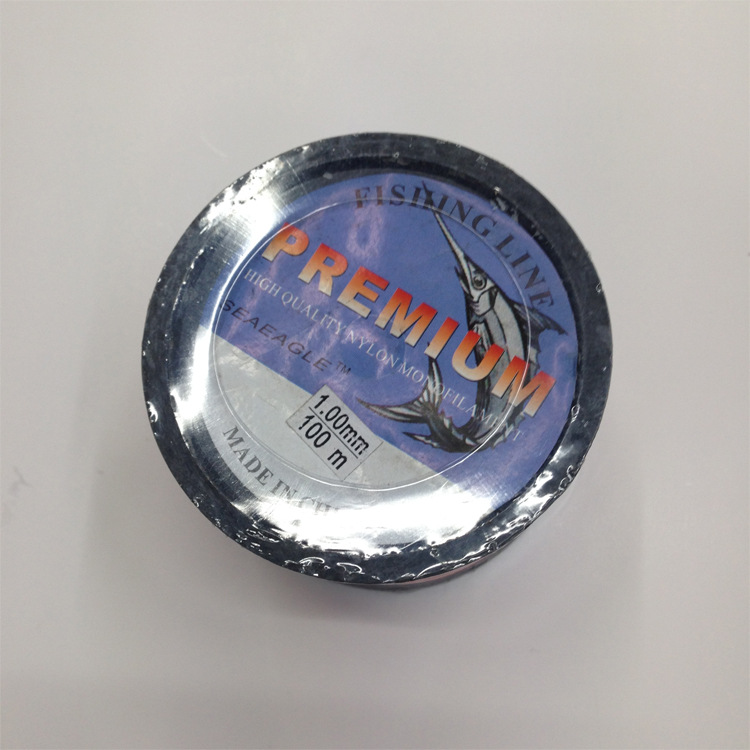 FISHING LINE
PREMIUM
HIGH QUALITY NYLON MONOFILAMENT
SEAEAGLE™
1.00mm
100 m
MADE IN